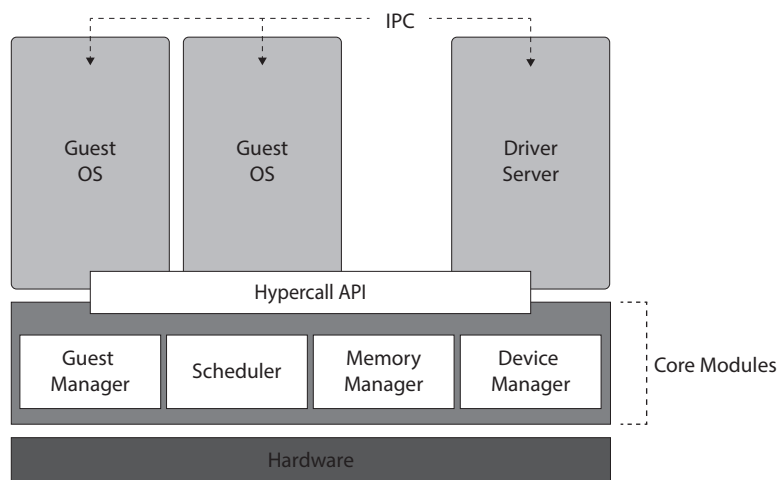 IPC
Guest
OS
Guest
OS
Driver
Server
Hypercall API
Guest
Manager
Scheduler
Memory
Manager
Device
Manager
Core Modules
Hardware